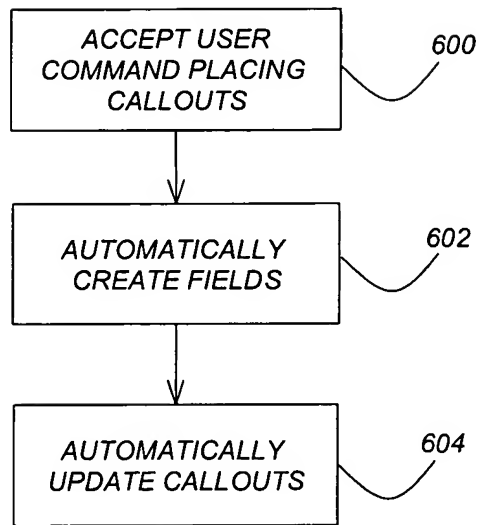 ACCEPT USER
COMMAND PLACING
CALLOUTS
600
AUTOMATICALLY
CREATE FIELDS
602
AUTOMATICALLY
UPDATE CALLOUTS
604